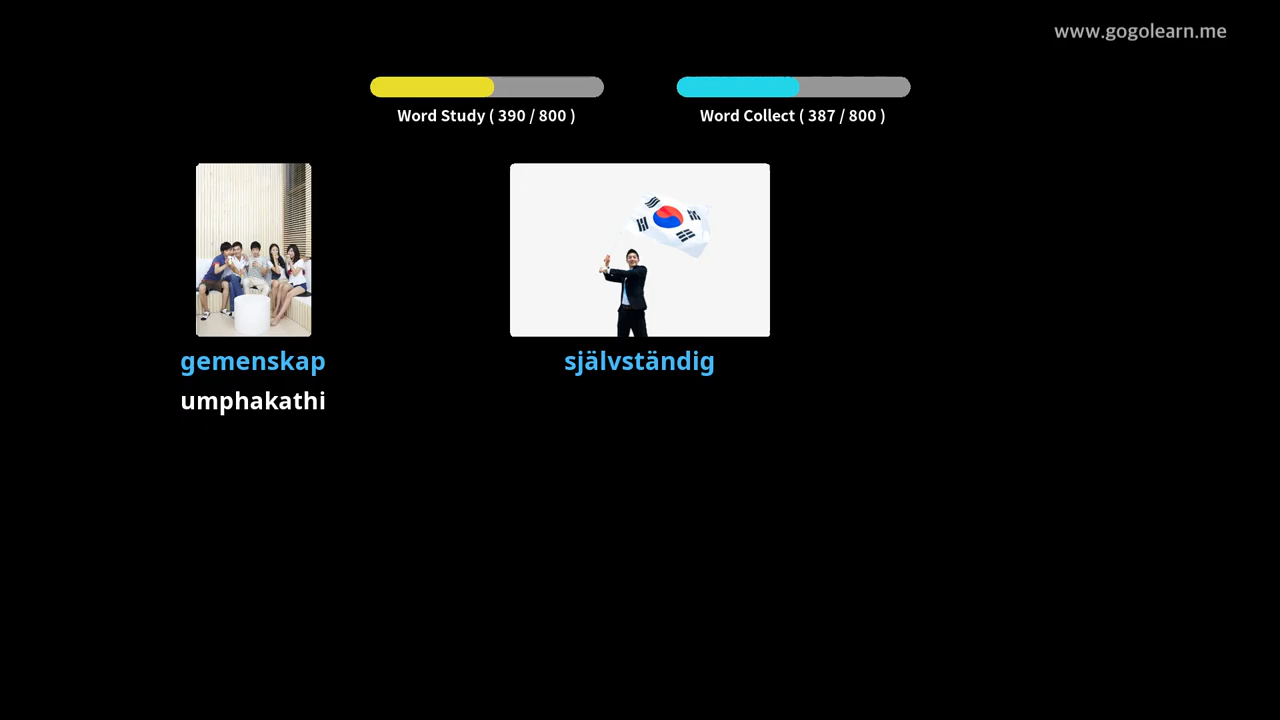 www.gogolearn.me
Word Study ( 390 / 800 )
Word Collect ( 387 / 800 )
gemenskap
självständig
umphakathi